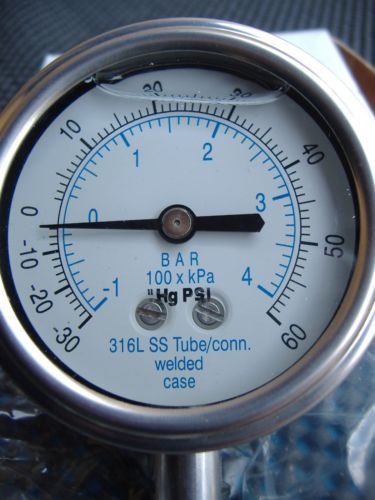 10 20 30 40 50 60
0
-10
-20
-30
0 1 2 3 4
-1
BAR
100 x kPa
"Hg PSI
316L SS Tube/conn.
welded
case